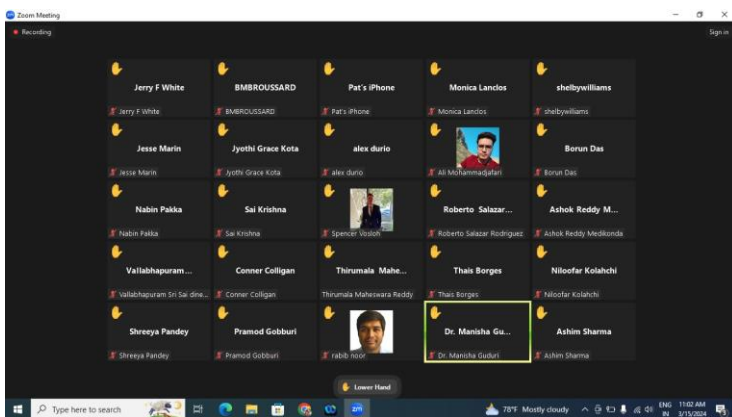 Zoom Meeting
Recording
Sign in
Jerry F White
BMBROUSSARD
Pat's iPhone
Monica Lanclos
shelbywilliams
Jerry F White
BMBROUSSARD
Pat's iPhone
Monica Lanclos
shelbywilliams
Jesse Marin
Jyothi Grace Kota
alex durio
Borun Das
Jesse Marin
Jyothi Grace Kota
alex durio
Ali Mohammadjafari
Borun Das
Nabin Pakka
Sai Krishna
Roberto Salazar...
Ashok Reddy M...
Nabin Pakka
Sai Krishna
Spencer Vosloh
Roberto Salazar Rodriguez
Ashok Reddy Medikonda
Vallabhapuram...
Conner Colligan
Thirumala Mahe...
Thais Borges
Niloofar Kolahchi
Vallabhapuram Sri Sai dine...
Conner Colligan
Thirumala Maheswara Reddy
Thais Borges
Niloofar Kolahchi
Shreeya Pandey
Pramod Gobburi
Dr. Manisha Gu...
Ashim Sharma
Shreeya Pandey
Pramod Gobburi
rabib noor
Dr. Manisha Guduri
Ashim Sharma
Lower Hand
Type here to search
78°F Mostly cloudy
ENG
IN
11:02 AM
3/15/2024